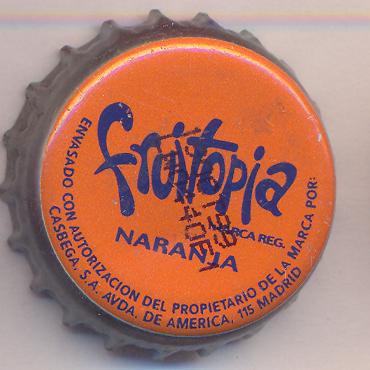 fruitopia
MARCA REG.
NARANJA
ENVASADO CON AUTORIZACION DEL PROPIETARIO DE LA MARCA POR:
CASBEGA, S.A. AVDA. DE AMERICA, 115 MADRID